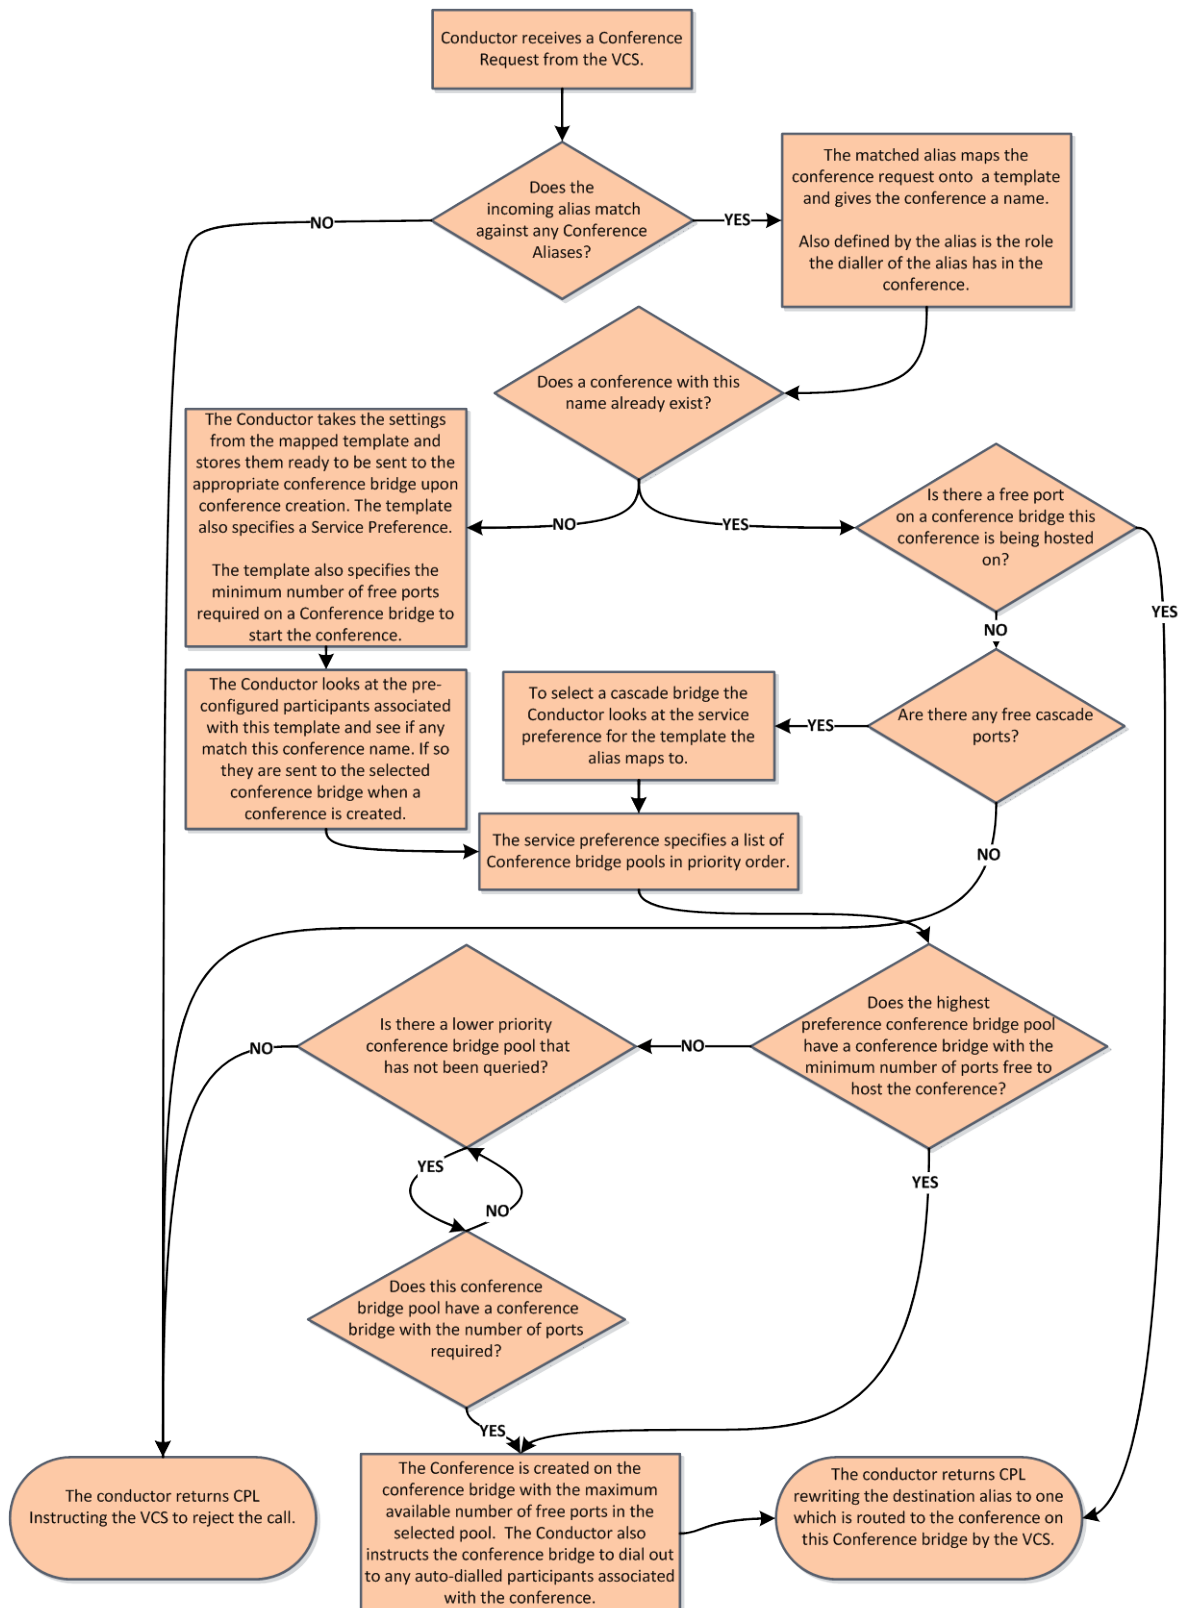 Conductor receives a Conference
Request from the VCS.
Does the
incoming alias match
against any Conference
Aliases?
NO
YES
The matched alias maps the
conference request onto a template
and gives the conference a name.
Also defined by the alias is the role
the dialler of the alias has in the
conference.
Does a conference with this
name already exist?
NO
YES
The Conductor takes the settings
from the mapped template and
stores them ready to be sent to the
appropriate conference bridge upon
conference creation. The template
also specifies a Service Preference.
The template also specifies the
minimum number of free ports
required on a Conference bridge to
start the conference.
Is there a free port
on a conference bridge this
conference is being hosted
on?
YES
NO
The Conductor looks at the pre-
configured participants associated
with this template and see if any
match this conference name. If so
they are sent to the selected
conference bridge when a
conference is created.
To select a cascade bridge the
Conductor looks at the service
preference for the template the
alias maps to.
YES
Are there any free cascade
ports?
NO
The service preference specifies a list of
Conference bridge pools in priority order.
Does the highest
preference conference bridge pool
have a conference bridge with the
minimum number of ports free to
host the conference?
NO
YES
Is there a lower priority
conference bridge pool that
has not been queried?
NO
YES
NO
Does this conference
bridge pool have a conference
bridge with the number of ports
required?
YES
The conductor returns CPL
Instructing the VCS to reject the call.
The Conference is created on the
conference bridge with the maximum
available number of free ports in the
selected pool.  The Conductor also
instructs the conference bridge to dial out
to any auto-dialled participants associated
with the conference.
The conductor returns CPL
rewriting the destination alias to one
which is routed to the conference on
this Conference bridge by the VCS.